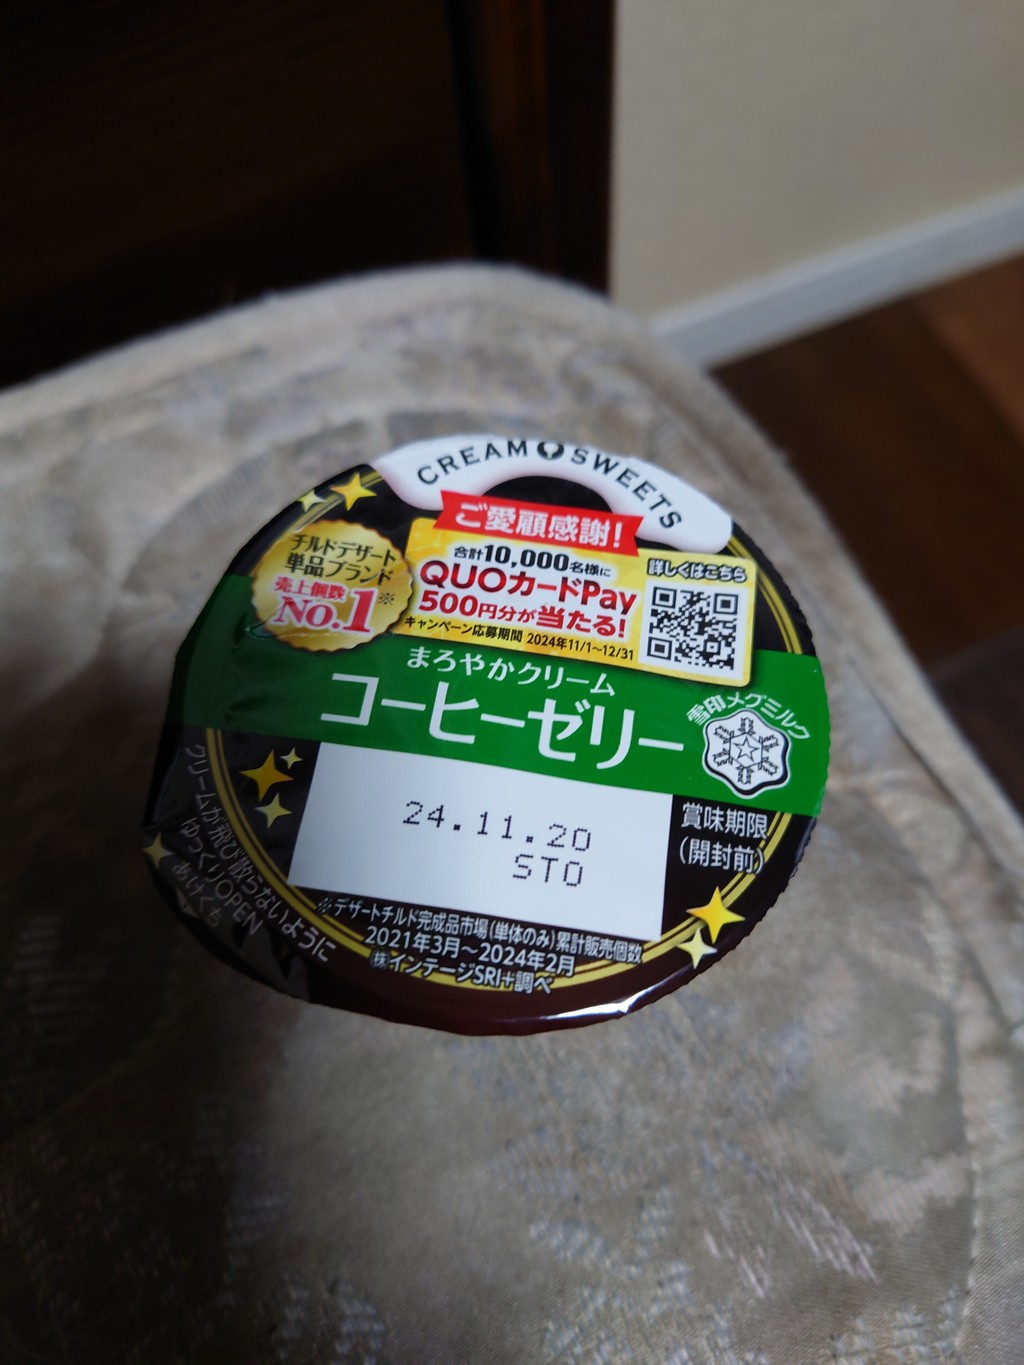 CREAM SWEETS
ご愛顧感謝!
チルドデザート
単品ブランド
売上個数
No.1※
合計10,000名様に
QUOカードPay
500円分が当たる!
キャンペーン応募期間 2024年11/1~12/31
詳しくはこちら
まろやかクリーム
コーヒーゼリー
雪印メグミルク
24.11.20
STO
賞味期限
(開封前)
クリームが飛び散らないように
ゆっくりOPEN
あけくち
※デザートチルド完成品市場(単体のみ)累計販売個数
2021年3月~2024年2月
㈱インテージSRI+調べ